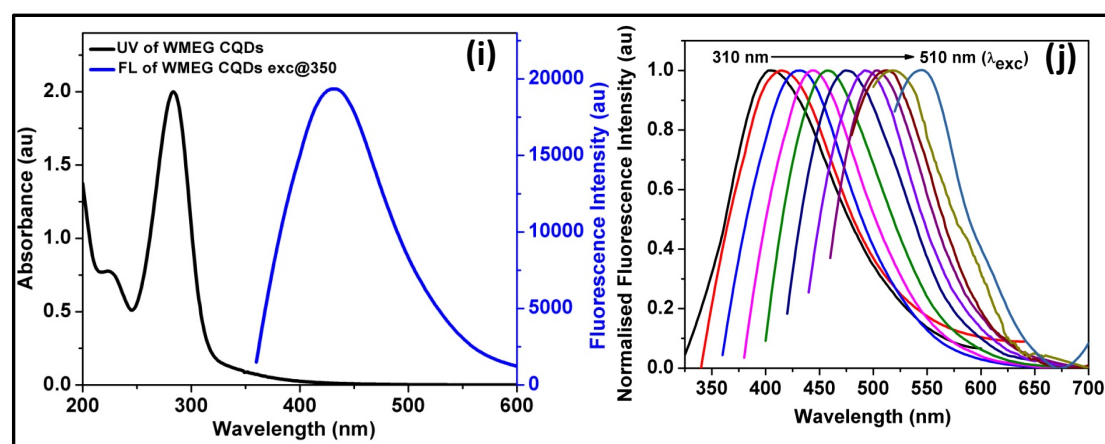 (i)
UV of WMEG CQDs
FL of WMEG CQDs exc@350
Absorbance (au)
2.0
1.5
1.0
0.5
0.0
200 300 400 500 600
Wavelength (nm)
20000
15000
10000
5000
0
Fluorescence Intensity (au)
(j)
310 nm 510 nm (λexc)
Normalised Fluorescence Intensity (au)
1.0
0.8
0.6
0.4
0.2
0.0
350 400 450 500 550 600 650 700
Wavelength (nm)